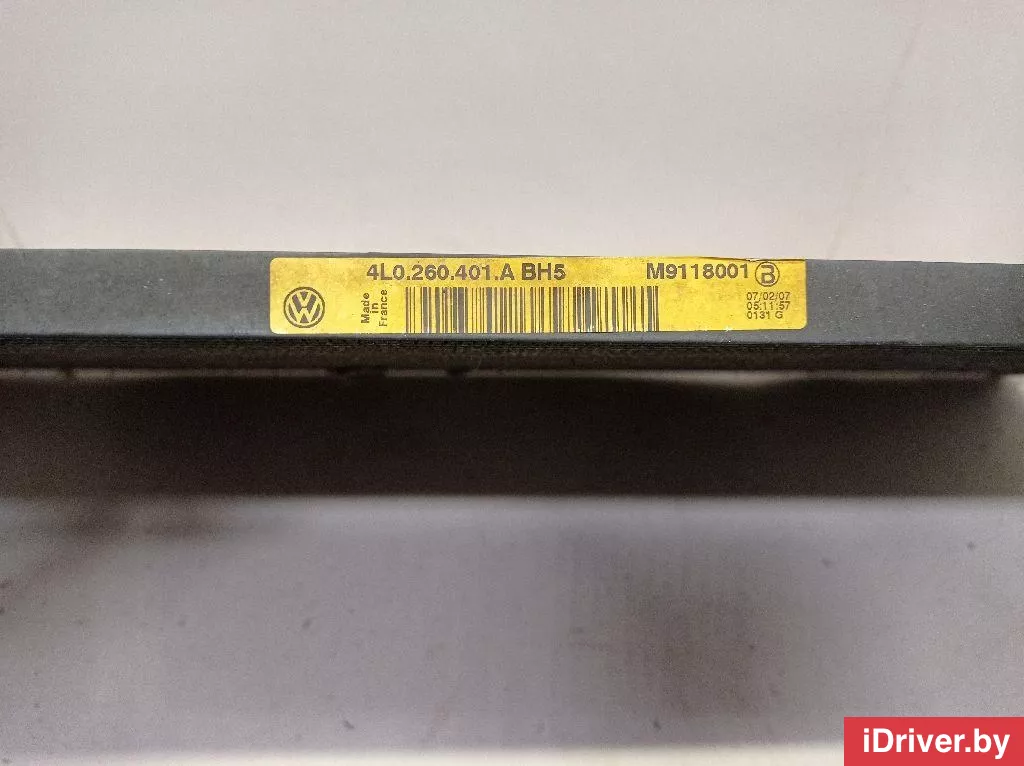 4L0.260.401.A BH5 M9118001 B
VW
Made
in
France
07/02/07
05:11:57
0131 G
iDriver.by